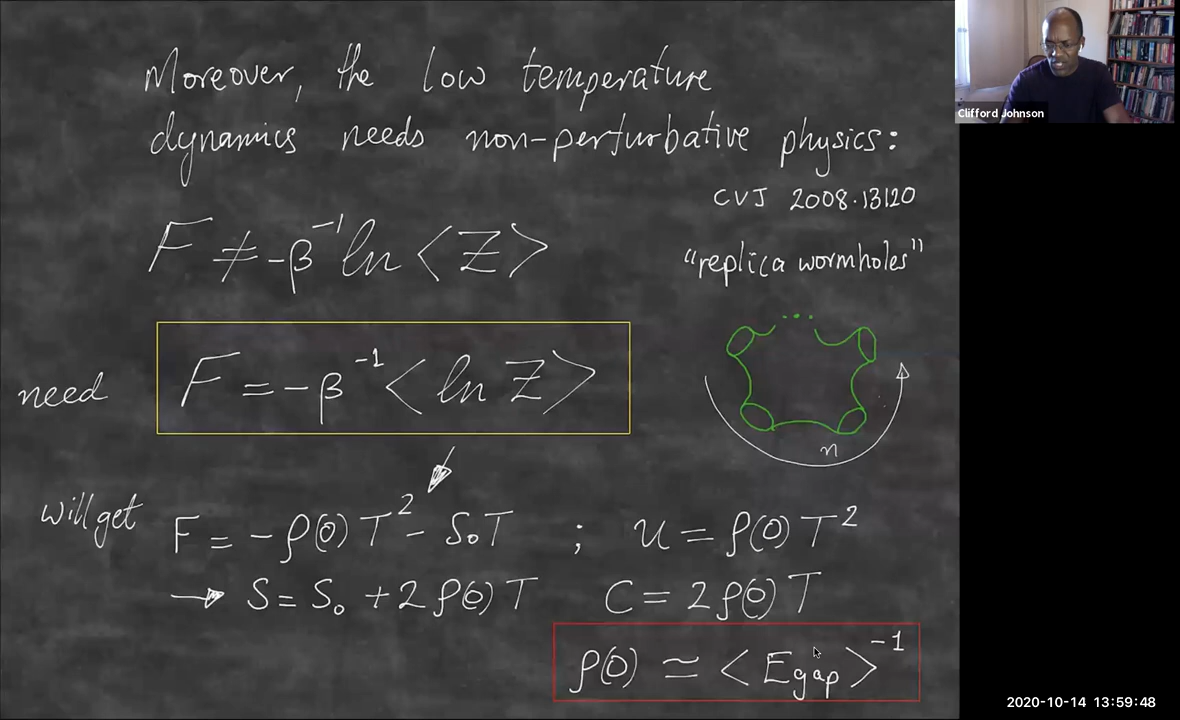 Moreover, the low temperature
dynamics needs non-perturbative physics:
CVJ 2008.13120
F ≠ -β⁻¹ ln <Z>
"replica wormholes"
need F = -β⁻¹ <ln Z>
...
n
will get F = -ρ(0) T² - S₀T ; U = ρ(0) T²
→ S = S₀ + 2ρ(0)T C = 2ρ(0)T
ρ(0) ≃ <Egap>⁻¹
Clifford Johnson
2020-10-14 13:59:48